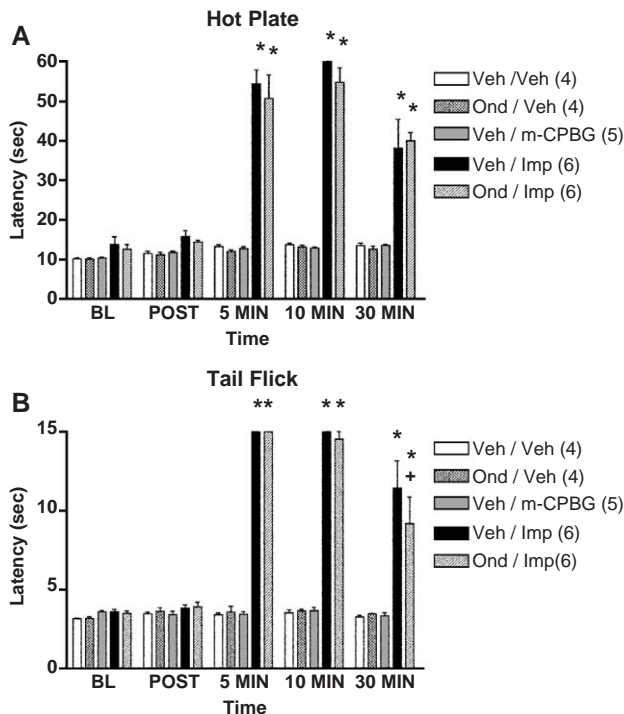 A
Hot Plate
* *
* *
* *
60
50
40
30
20
10
0
Latency (sec)
BL POST 5 MIN 10 MIN 30 MIN
Time
Veh /Veh (4)
Ond / Veh (4)
Veh / m-CPBG (5)
Veh / Imp (6)
Ond / Imp (6)
B
Tail Flick
**
* *
*
*
+
15
10
5
0
Latency (sec)
BL POST 5 MIN 10 MIN 30 MIN
Time
Veh / Veh (4)
Ond / Veh (4)
Veh / m-CPBG (5)
Veh / Imp (6)
Ond / Imp(6)